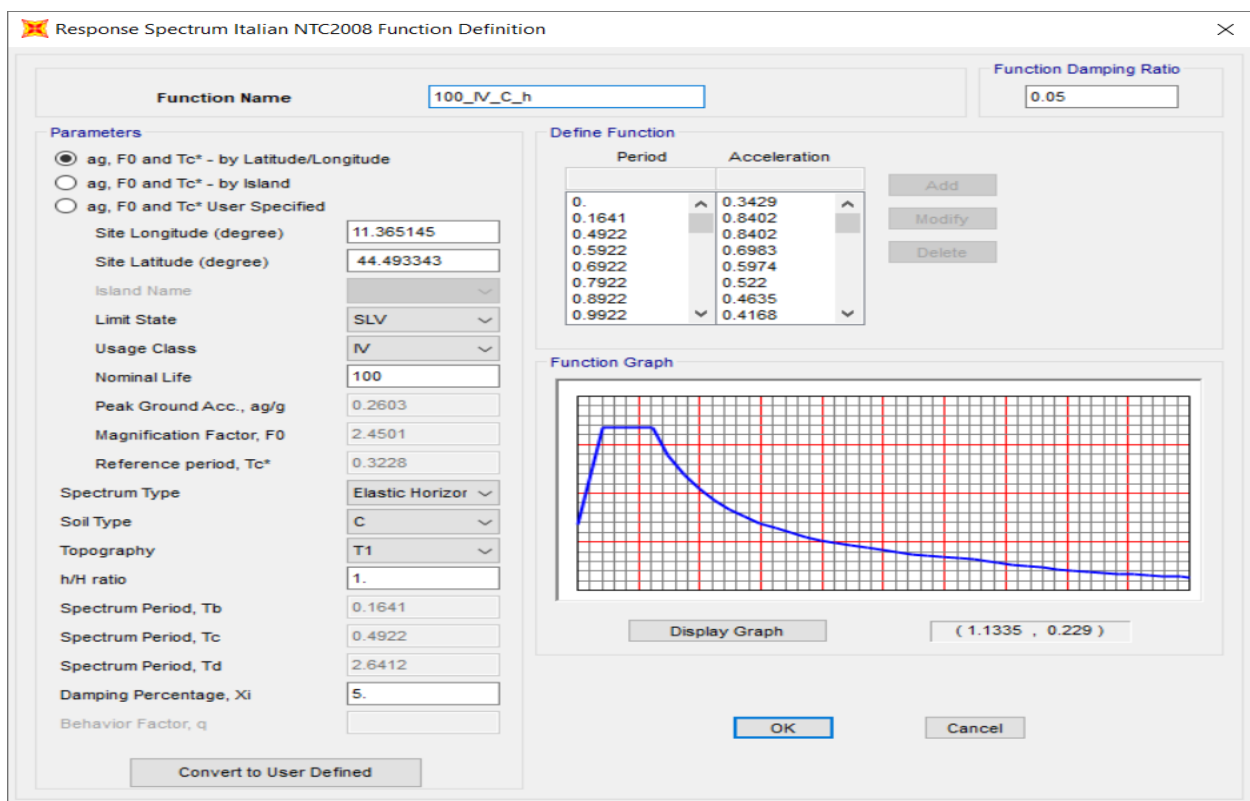 Response Spectrum Italian NTC2008 Function Definition
Function Name
100_IV_C_h
Function Damping Ratio
0.05
Parameters
ag, F0 and Tc* - by Latitude/Longitude
ag, F0 and Tc* - by Island
ag, F0 and Tc* User Specified
Site Longitude (degree) 11.365145
Site Latitude (degree) 44.493343
Island Name
Limit State SLV
Usage Class IV
Nominal Life 100
Peak Ground Acc., ag/g 0.2603
Magnification Factor, F0 2.4501
Reference period, Tc* 0.3228
Spectrum Type Elastic Horizor
Soil Type C
Topography T1
h/H ratio 1.
Spectrum Period, Tb 0.1641
Spectrum Period, Tc 0.4922
Spectrum Period, Td 2.6412
Damping Percentage, Xi 5.
Behavior Factor, q
Convert to User Defined
Define Function
Period Acceleration
0. 0.3429
0.1641 0.8402
0.4922 0.8402
0.5922 0.6983
0.6922 0.5974
0.7922 0.522
0.8922 0.4635
0.9922 0.4168
Add
Modify
Delete
Function Graph
Display Graph
( 1.1335 , 0.229 )
OK
Cancel